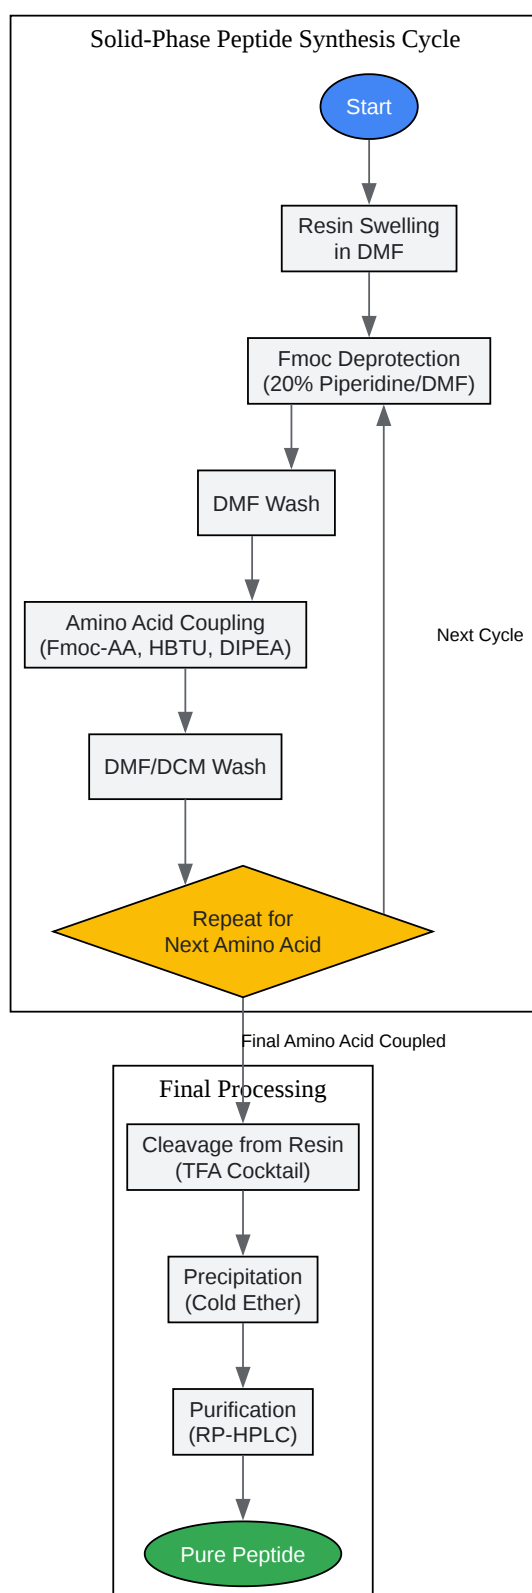 Solid-Phase Peptide Synthesis Cycle
Start
Resin Swelling
in DMF
Fmoc Deprotection
(20% Piperidine/DMF)
DMF Wash
Amino Acid Coupling
(Fmoc-AA, HBTU, DIPEA)
Next Cycle
DMF/DCM Wash
Repeat for
Next Amino Acid
Final Amino Acid Coupled
Final Processing
Cleavage from Resin
(TFA Cocktail)
Precipitation
(Cold Ether)
Purification
(RP-HPLC)
Pure Peptide